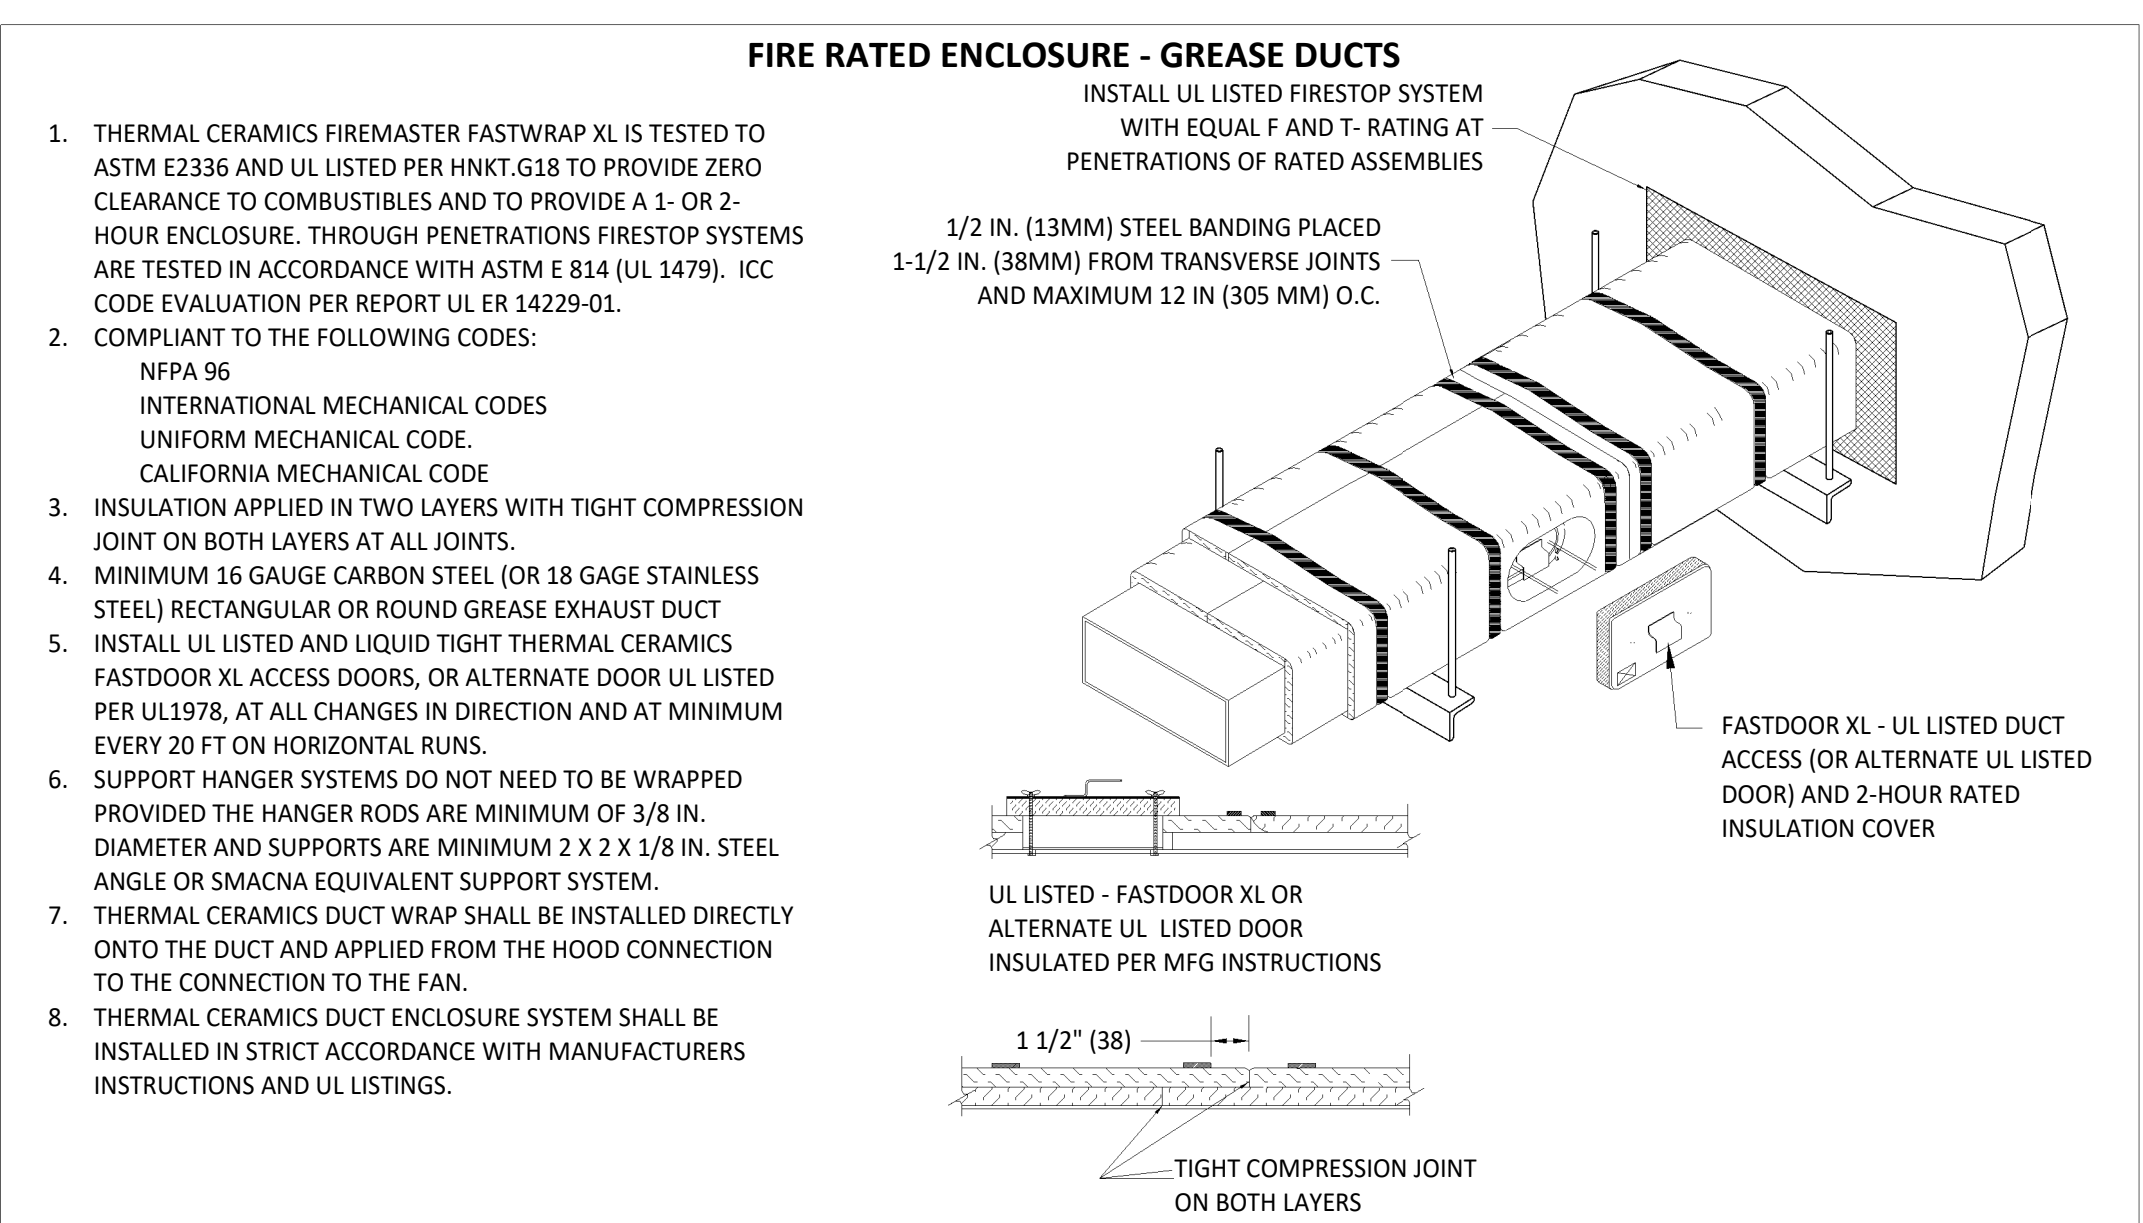 FIRE RATED ENCLOSURE - GREASE DUCTS
1. THERMAL CERAMICS FIREMASTER FASTWRAP XL IS TESTED TO
ASTM E2336 AND UL LISTED PER HNKT.G18 TO PROVIDE ZERO
CLEARANCE TO COMBUSTIBLES AND TO PROVIDE A 1- OR 2-
HOUR ENCLOSURE. THROUGH PENETRATIONS FIRESTOP SYSTEMS
ARE TESTED IN ACCORDANCE WITH ASTM E 814 (UL 1479).  ICC
CODE EVALUATION PER REPORT UL ER 14229-01.
2. COMPLIANT TO THE FOLLOWING CODES:
NFPA 96
INTERNATIONAL MECHANICAL CODES
UNIFORM MECHANICAL CODE.
CALIFORNIA MECHANICAL CODE
3. INSULATION APPLIED IN TWO LAYERS WITH TIGHT COMPRESSION
JOINT ON BOTH LAYERS AT ALL JOINTS.
4. MINIMUM 16 GAUGE CARBON STEEL (OR 18 GAGE STAINLESS
STEEL) RECTANGULAR OR ROUND GREASE EXHAUST DUCT
5. INSTALL UL LISTED AND LIQUID TIGHT THERMAL CERAMICS
FASTDOOR XL ACCESS DOORS, OR ALTERNATE DOOR UL LISTED
PER UL1978, AT ALL CHANGES IN DIRECTION AND AT MINIMUM
EVERY 20 FT ON HORIZONTAL RUNS.
6. SUPPORT HANGER SYSTEMS DO NOT NEED TO BE WRAPPED
PROVIDED THE HANGER RODS ARE MINIMUM OF 3/8 IN.
DIAMETER AND SUPPORTS ARE MINIMUM 2 X 2 X 1/8 IN. STEEL
ANGLE OR SMACNA EQUIVALENT SUPPORT SYSTEM.
7. THERMAL CERAMICS DUCT WRAP SHALL BE INSTALLED DIRECTLY
ONTO THE DUCT AND APPLIED FROM THE HOOD CONNECTION
TO THE CONNECTION TO THE FAN.
8. THERMAL CERAMICS DUCT ENCLOSURE SYSTEM SHALL BE
INSTALLED IN STRICT ACCORDANCE WITH MANUFACTURERS
INSTRUCTIONS AND UL LISTINGS.
INSTALL UL LISTED FIRESTOP SYSTEM
WITH EQUAL F AND T- RATING AT
PENETRATIONS OF RATED ASSEMBLIES
1/2 IN. (13MM) STEEL BANDING PLACED
1-1/2 IN. (38MM) FROM TRANSVERSE JOINTS
AND MAXIMUM 12 IN (305 MM) O.C.
FASTDOOR XL - UL LISTED DUCT
ACCESS (OR ALTERNATE UL LISTED
DOOR) AND 2-HOUR RATED
INSULATION COVER
UL LISTED - FASTDOOR XL OR
ALTERNATE UL  LISTED DOOR
INSULATED PER MFG INSTRUCTIONS
1 1/2" (38)
TIGHT COMPRESSION JOINT
ON BOTH LAYERS